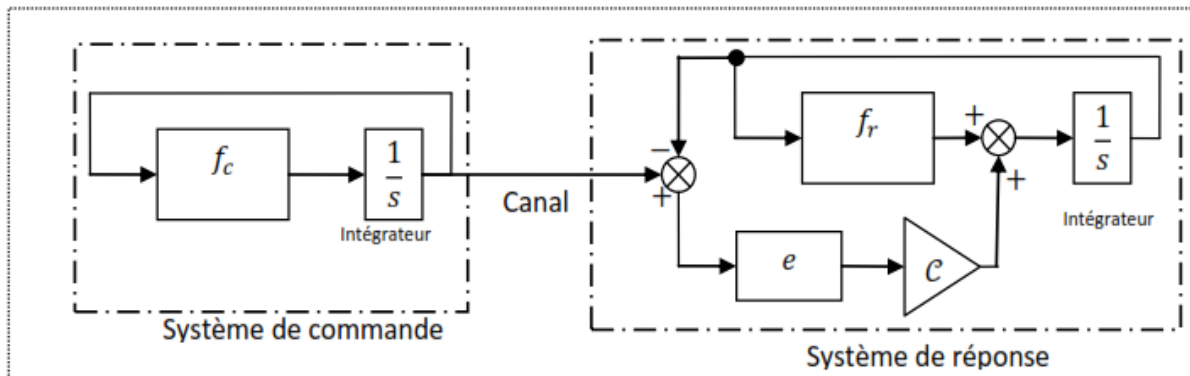 f_c
1/s
Intégrateur
Système de commande
Canal
−
+
f_r
+
+
1/s
Intégrateur
e
C
Système de réponse